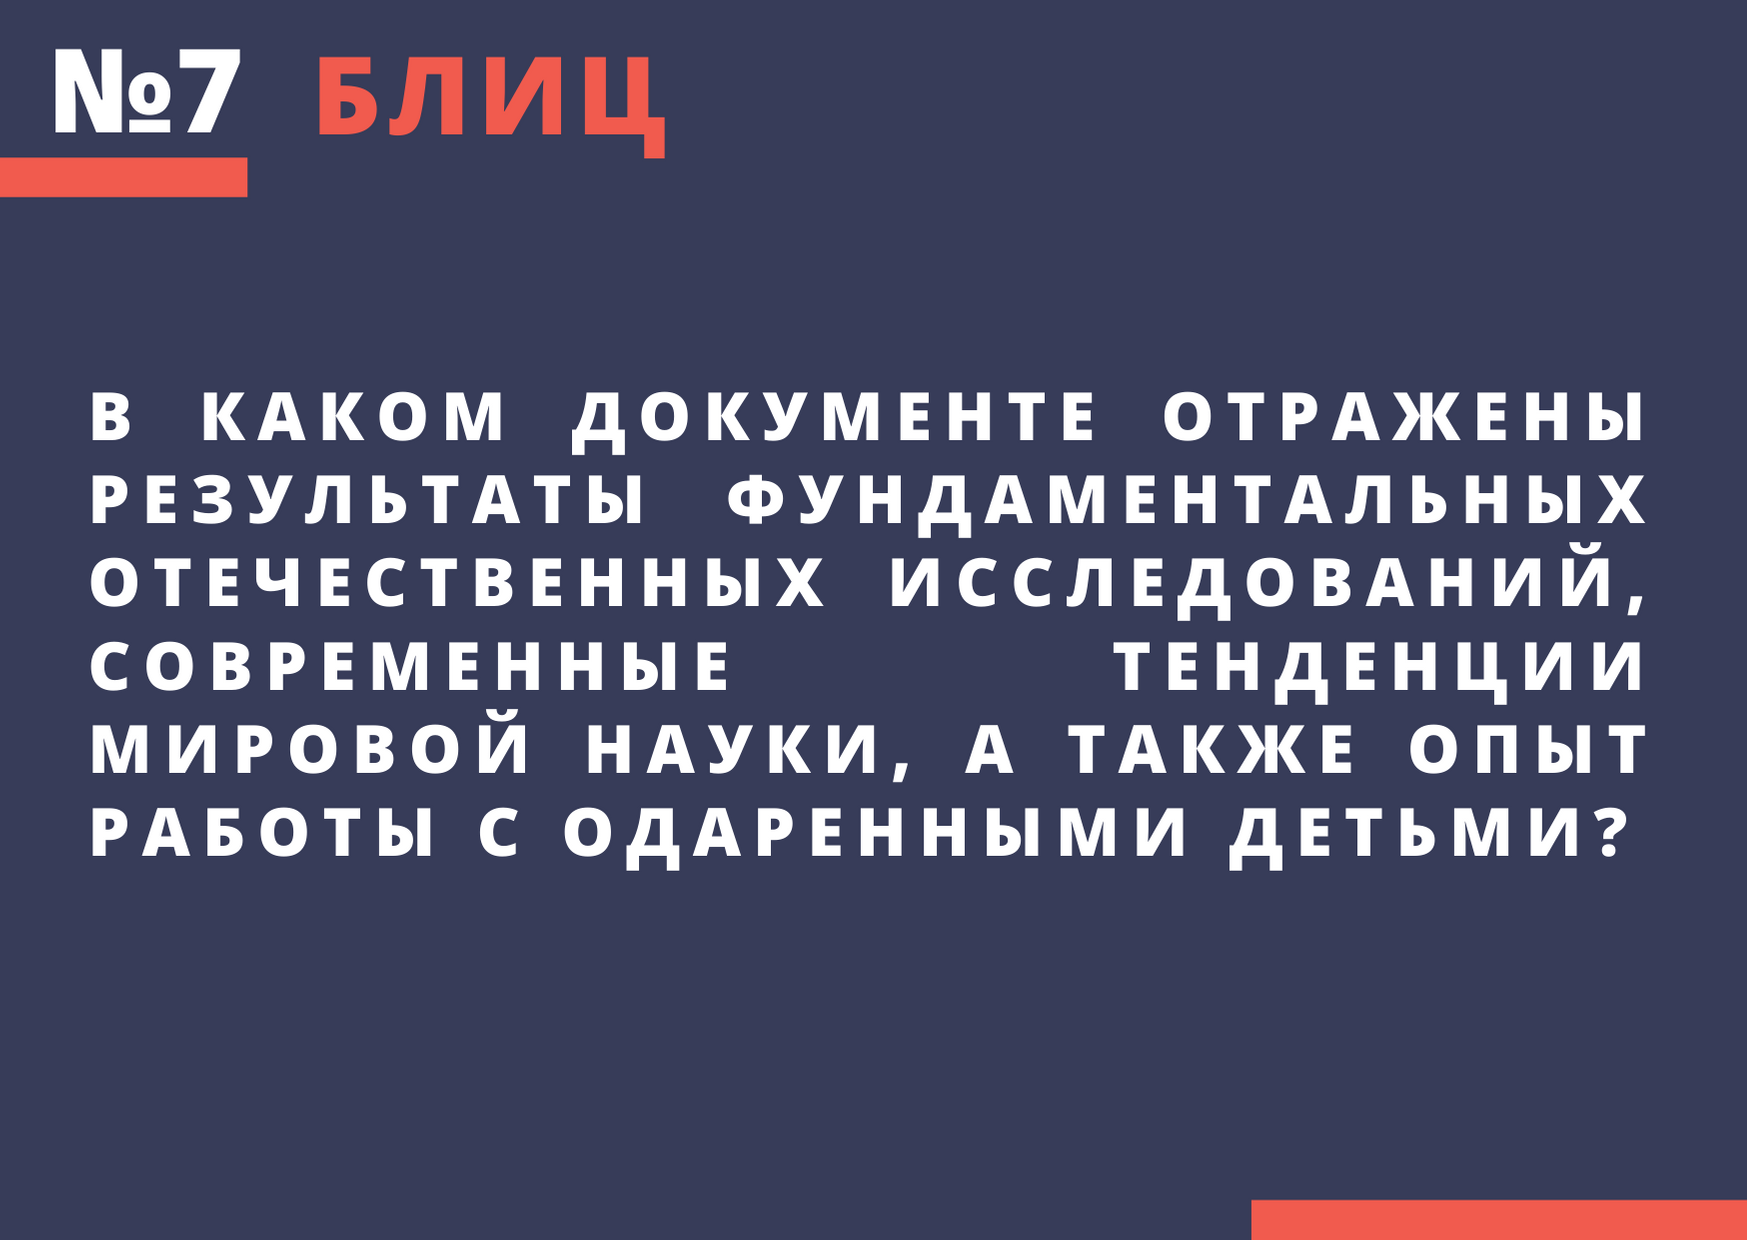 №7 БЛИЦ
В КАКОМ ДОКУМЕНТЕ ОТРАЖЕНЫ
РЕЗУЛЬТАТЫ ФУНДАМЕНТАЛЬНЫХ
ОТЕЧЕСТВЕННЫХ ИССЛЕДОВАНИЙ,
СОВРЕМЕННЫЕ ТЕНДЕНЦИИ
МИРОВОЙ НАУКИ, А ТАКЖЕ ОПЫТ
РАБОТЫ С ОДАРЕННЫМИ ДЕТЬМИ?